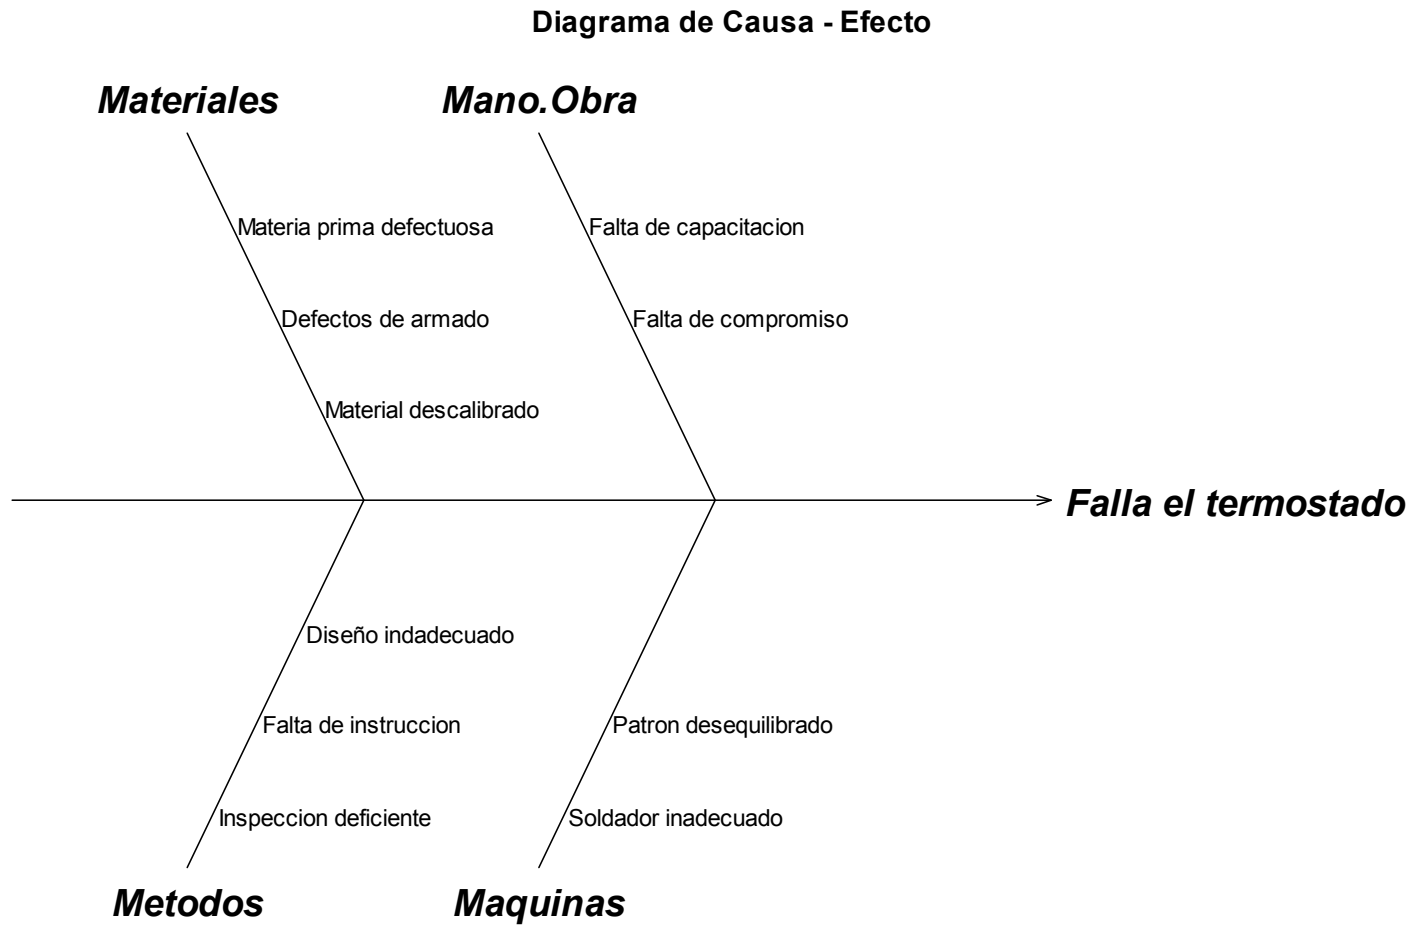 Diagrama de Causa - Efecto
Materiales
Mano.Obra
Materia prima defectuosa
Falta de capacitacion
Defectos de armado
Falta de compromiso
Material descalibrado
Falla el termostado
Diseño indadecuado
Falta de instruccion
Patron desequilibrado
Inspeccion deficiente
Soldador inadecuado
Metodos
Maquinas